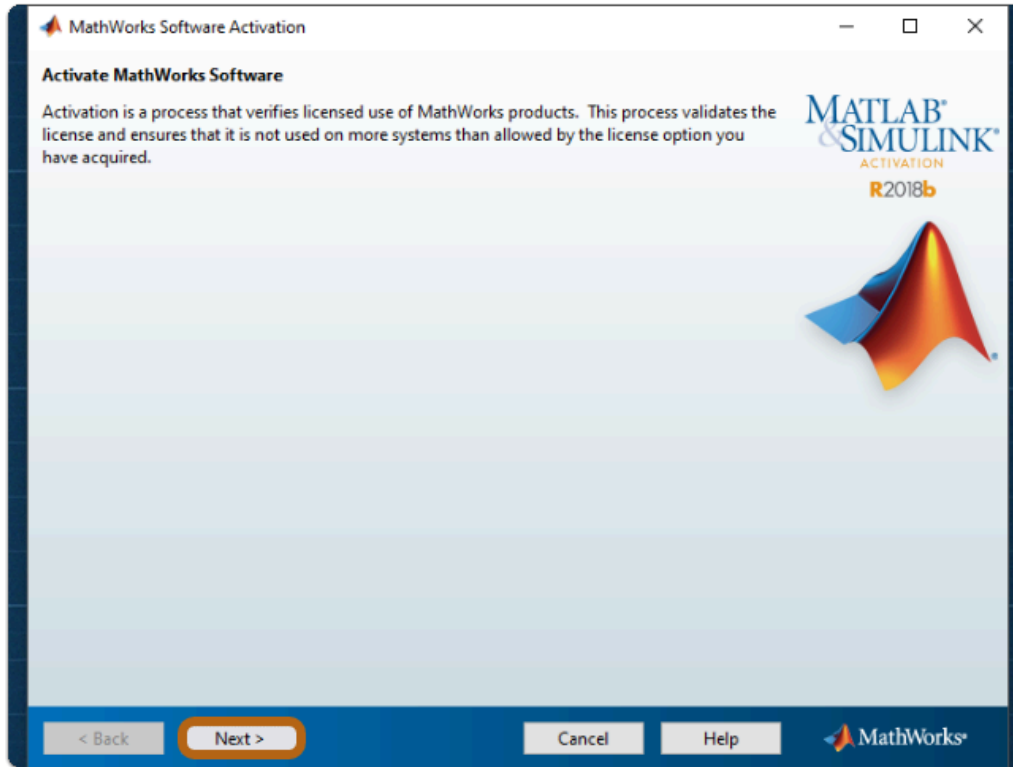 MathWorks Software Activation
Activate MathWorks Software
Activation is a process that verifies licensed use of MathWorks products. This process validates the
license and ensures that it is not used on more systems than allowed by the license option you
have acquired.
MATLAB®
&SIMULINK®
ACTIVATION
R2018b
< Back
Next >
Cancel
Help
MathWorks®